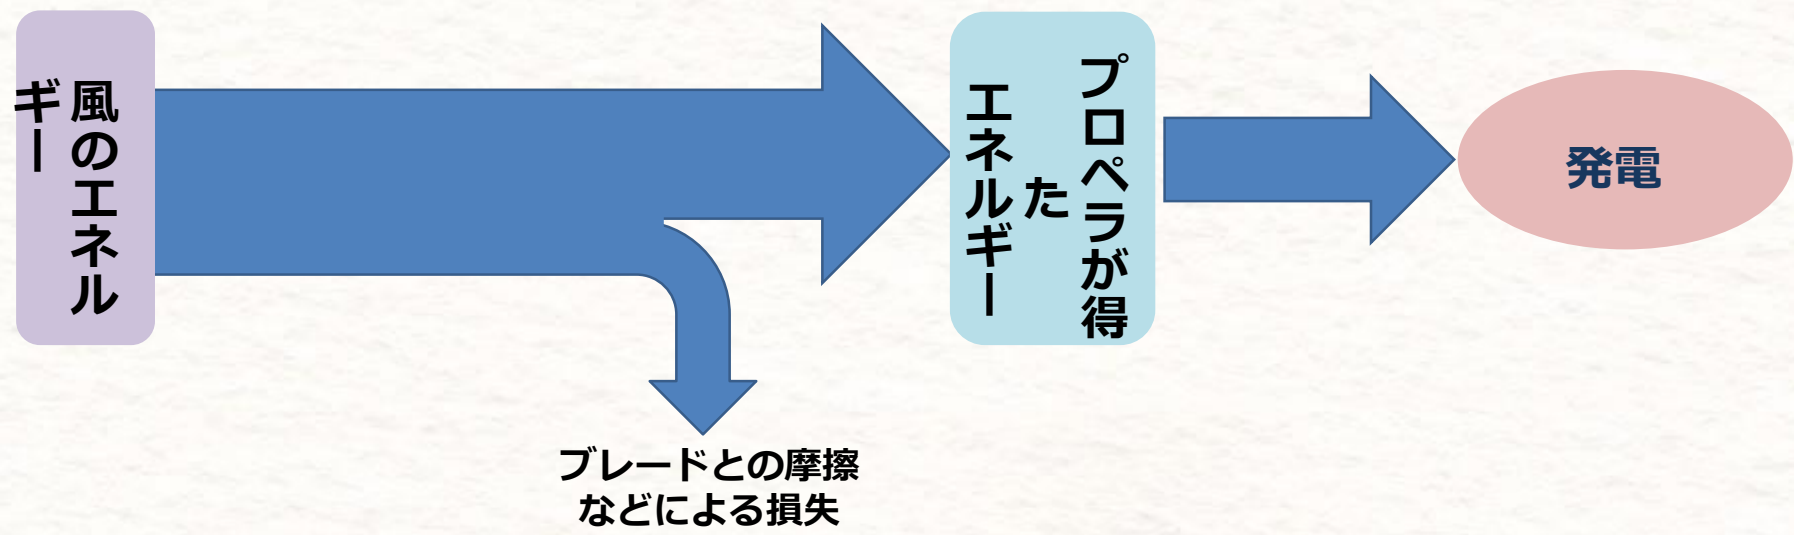 風のエネル
ギー
プロペラが得
た
エネルギー
発電
ブレードとの摩擦
などによる損失